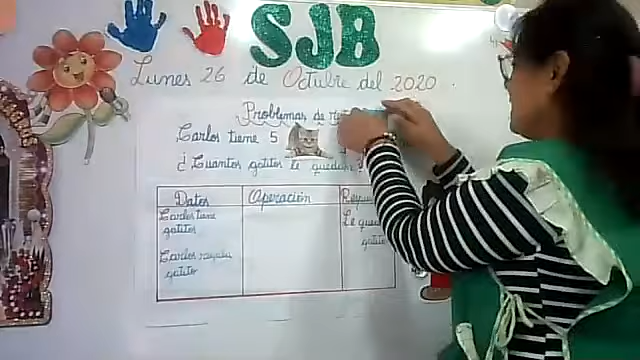 SJB
Lunes 26 de Octubre del 2020
Problemas de
Carlos tiene 5
¿Cuantos gatitos le quedan
Datos Operación
Carlos tiene Le
gatitos gatito
Carlos regala
gatito